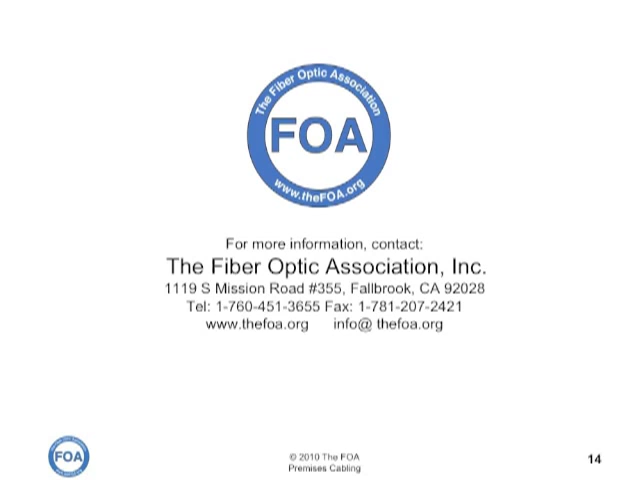 The Fiber Optic Association
FOA
www.theFOA.org
For more information, contact:
The Fiber Optic Association, Inc.
1119 S Mission Road #355, Fallbrook, CA 92028
Tel: 1-760-451-3655 Fax: 1-781-207-2421
www.thefoa.org info@ thefoa.org
FOA
© 2010 The FOA
Premises Cabling
14